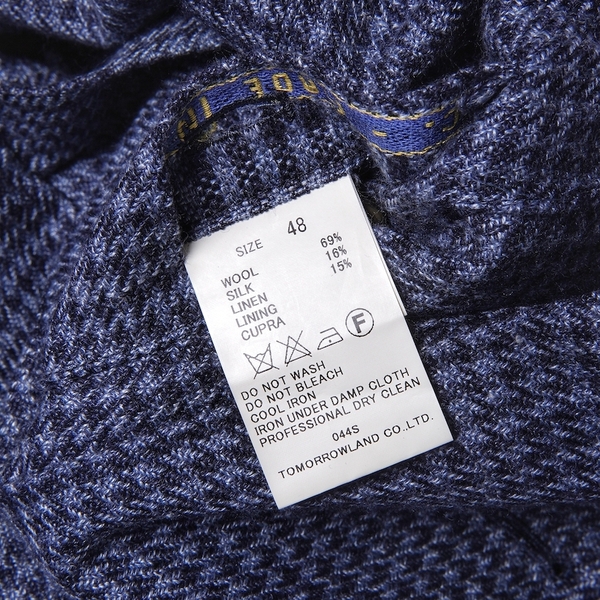 SIZE 48
WOOL 69%
SILK 16%
LINEN 15%
LINING
CUPRA
F
DO NOT WASH
DO NOT BLEACH
COOL IRON
IRON UNDER DAMP CLOTH
PROFESSIONAL DRY CLEAN
044S
TOMORROWLAND CO.,LTD.